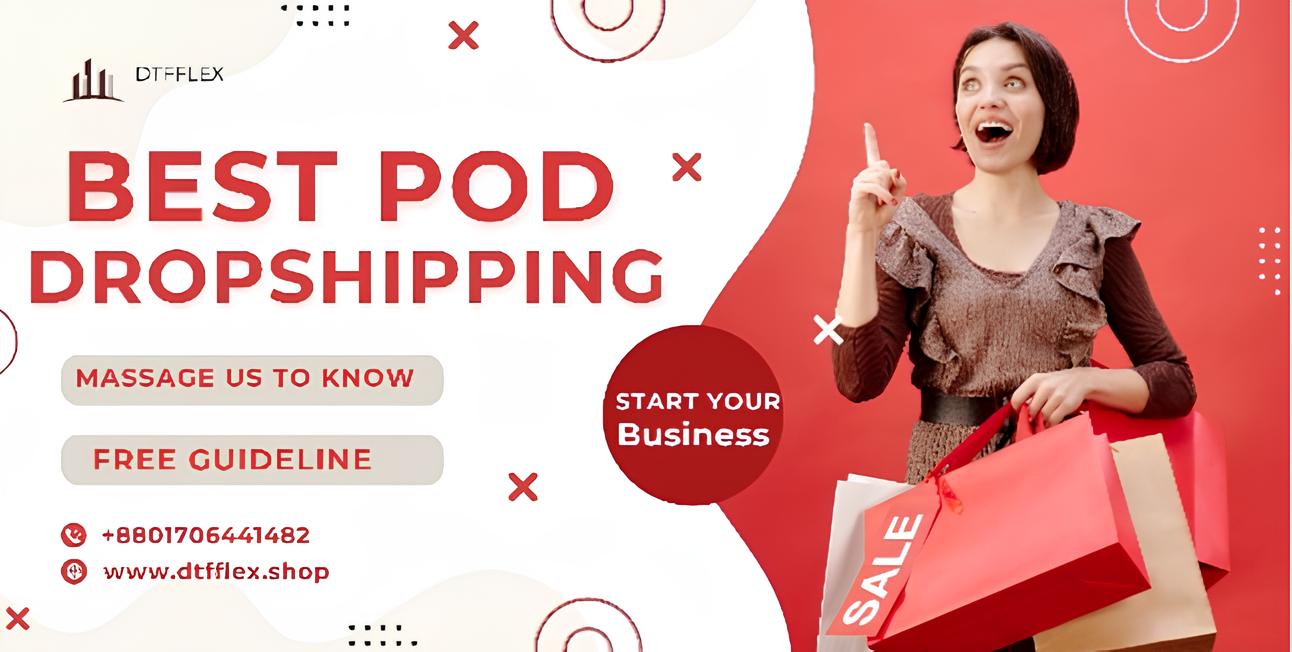 DTFFLEX
BEST POD
DROPSHIPPING
MASSAGE US TO KNOW
FREE GUIDELINE
START YOUR
Business
+8801706441482
www.dtfflex.shop
SALE